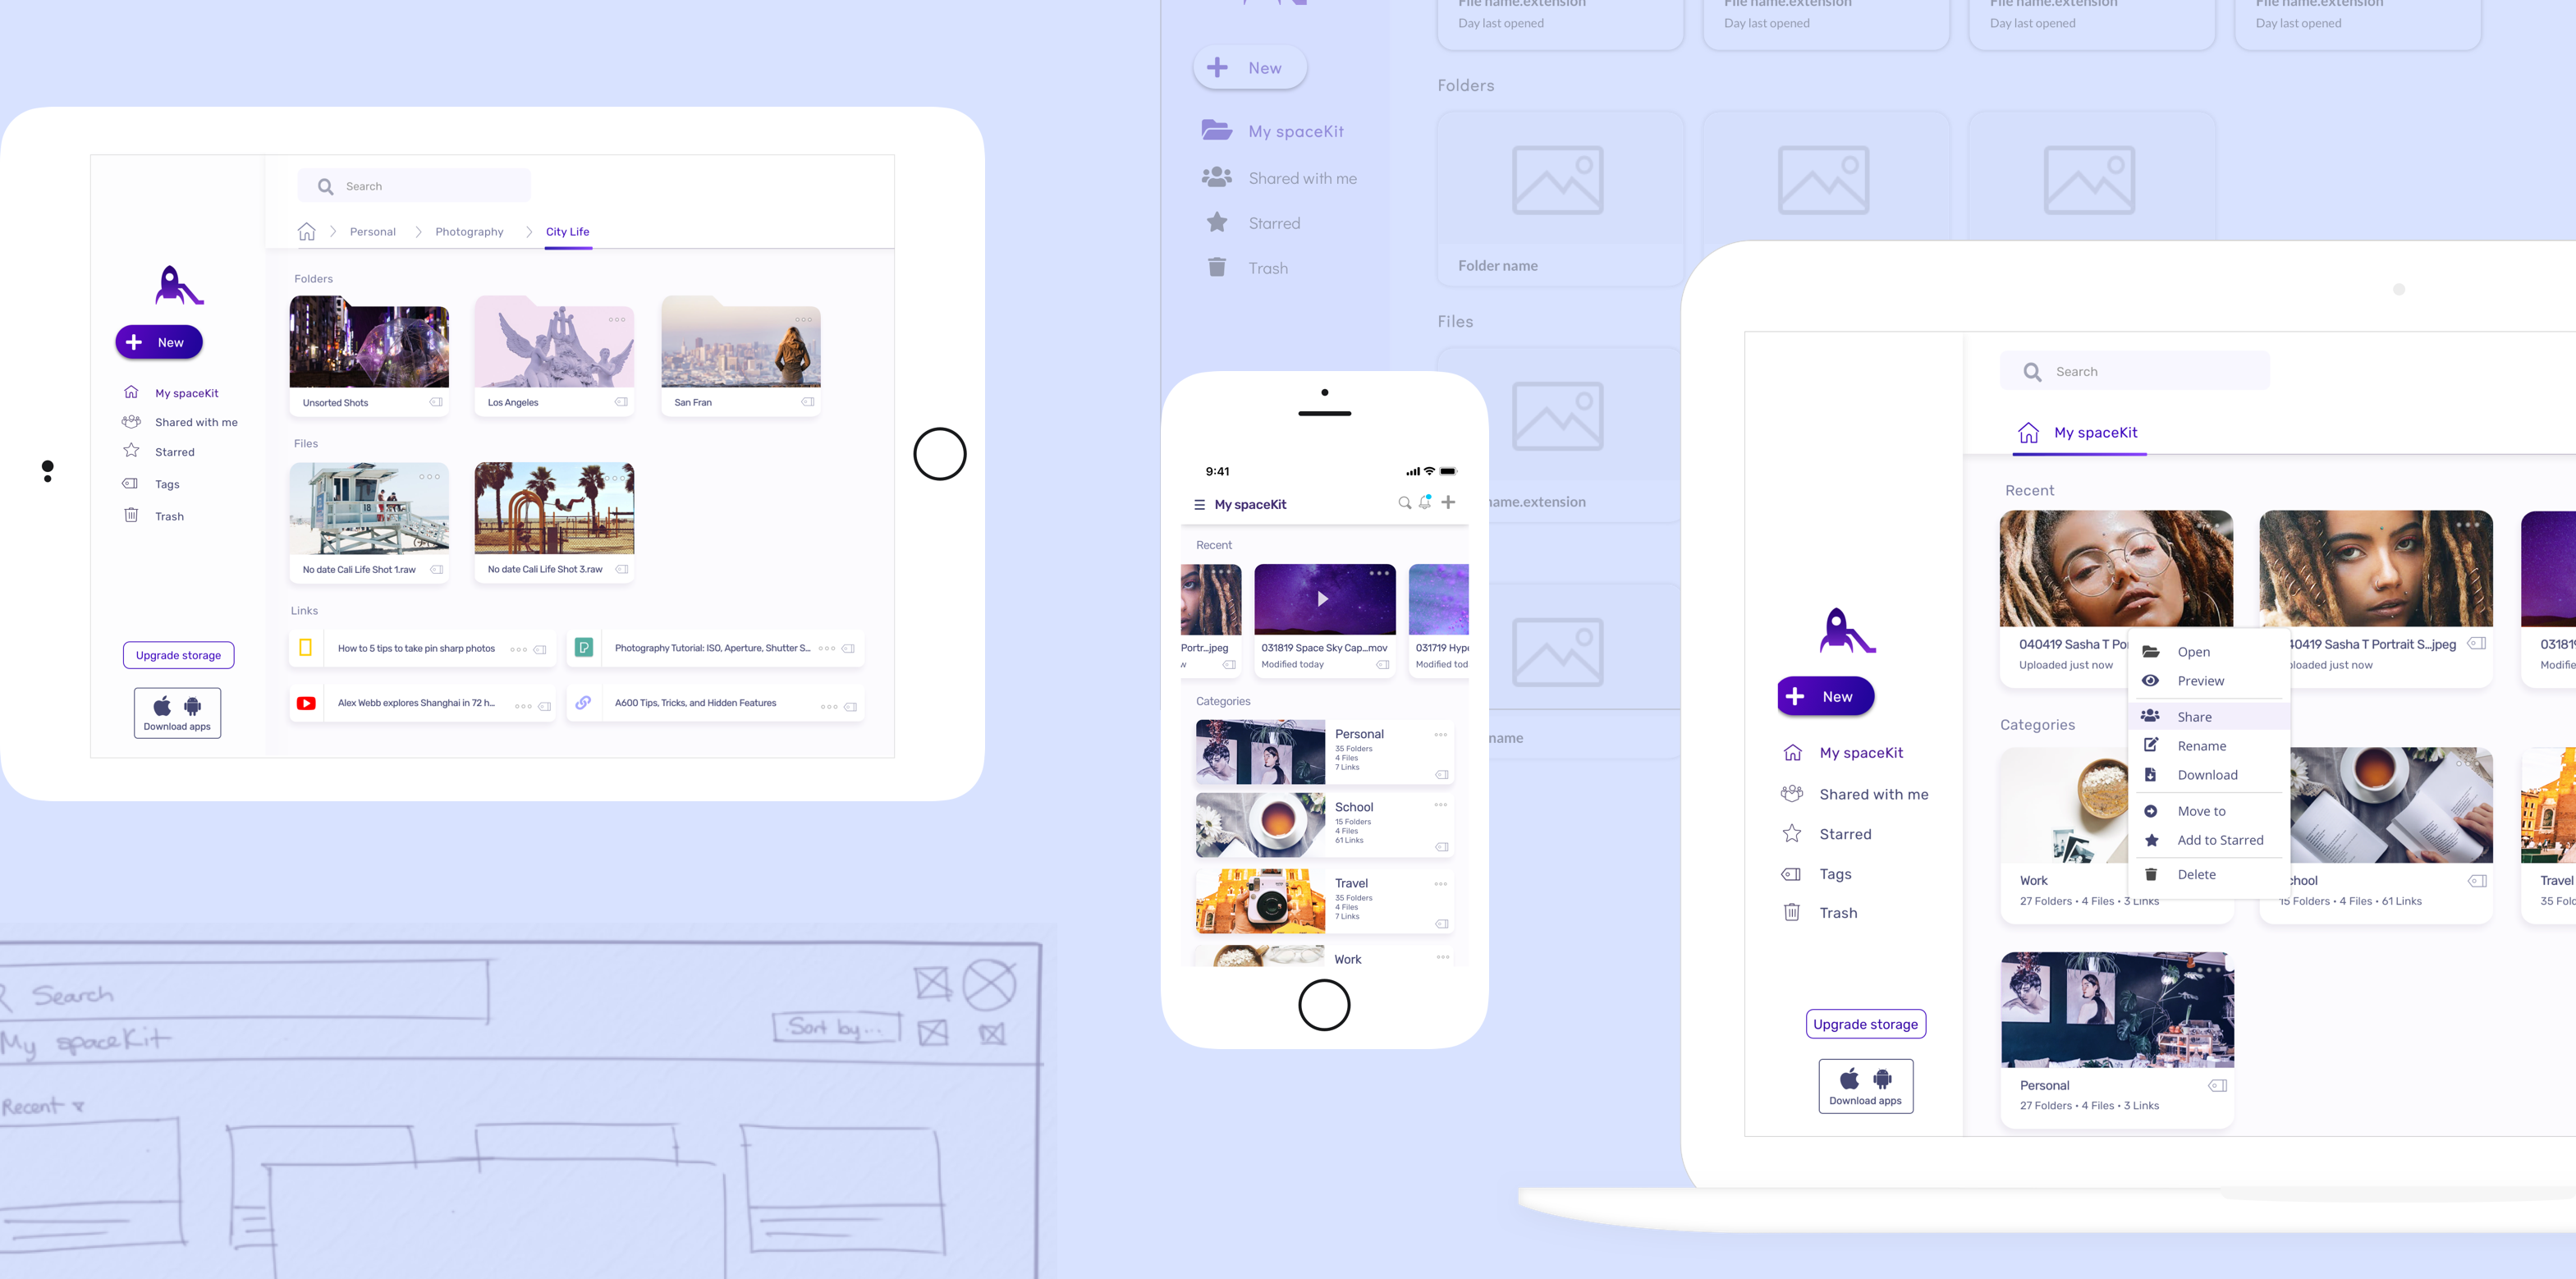 Search
Personal
Photography
City Life
Folders
Unsorted Shots
Los Angeles
San Fran
Files
No date Cali Life Shot 1.raw
No date Cali Life Shot 3.raw
Links
How to 5 tips to take pin sharp photos
Photography Tutorial: ISO, Aperture, Shutter S...
Alex Webb explores Shanghai in 72 h...
A600 Tips, Tricks, and Hidden Features
New
My spaceKit
Shared with me
Starred
Tags
Trash
Upgrade storage
Download apps
Search
My spaceKit
Sort by...
Recent
File name.extension
File name.extension
File name.extension
File name.extension
Day last opened
Day last opened
Day last opened
Day last opened
New
My spaceKit
Shared with me
Starred
Trash
Folders
Folder name
Files
name.extension
name
9:41
My spaceKit
Recent
Portr...jpeg
031819 Space Sky Cap...mov
Modified today
031719 Hyp
Modified tod
Categories
Personal
35 Folders
4 Files
7 Links
School
15 Folders
4 Files
61 Links
Travel
35 Folders
4 Files
7 Links
Work
Search
My spaceKit
New
My spaceKit
Shared with me
Starred
Tags
Trash
Upgrade storage
Download apps
Recent
040419 Sasha T Po
Uploaded just now
40419 Sasha T Portrait S...jpeg
ploaded just now
03181
Modifie
Categories
Work
27 Folders • 4 Files • 3 Links
chool
15 Folders • 4 Files • 61 Links
Travel
35 Fol
Personal
27 Folders • 4 Files • 3 Links
Open
Preview
Share
Rename
Download
Move to
Add to Starred
Delete